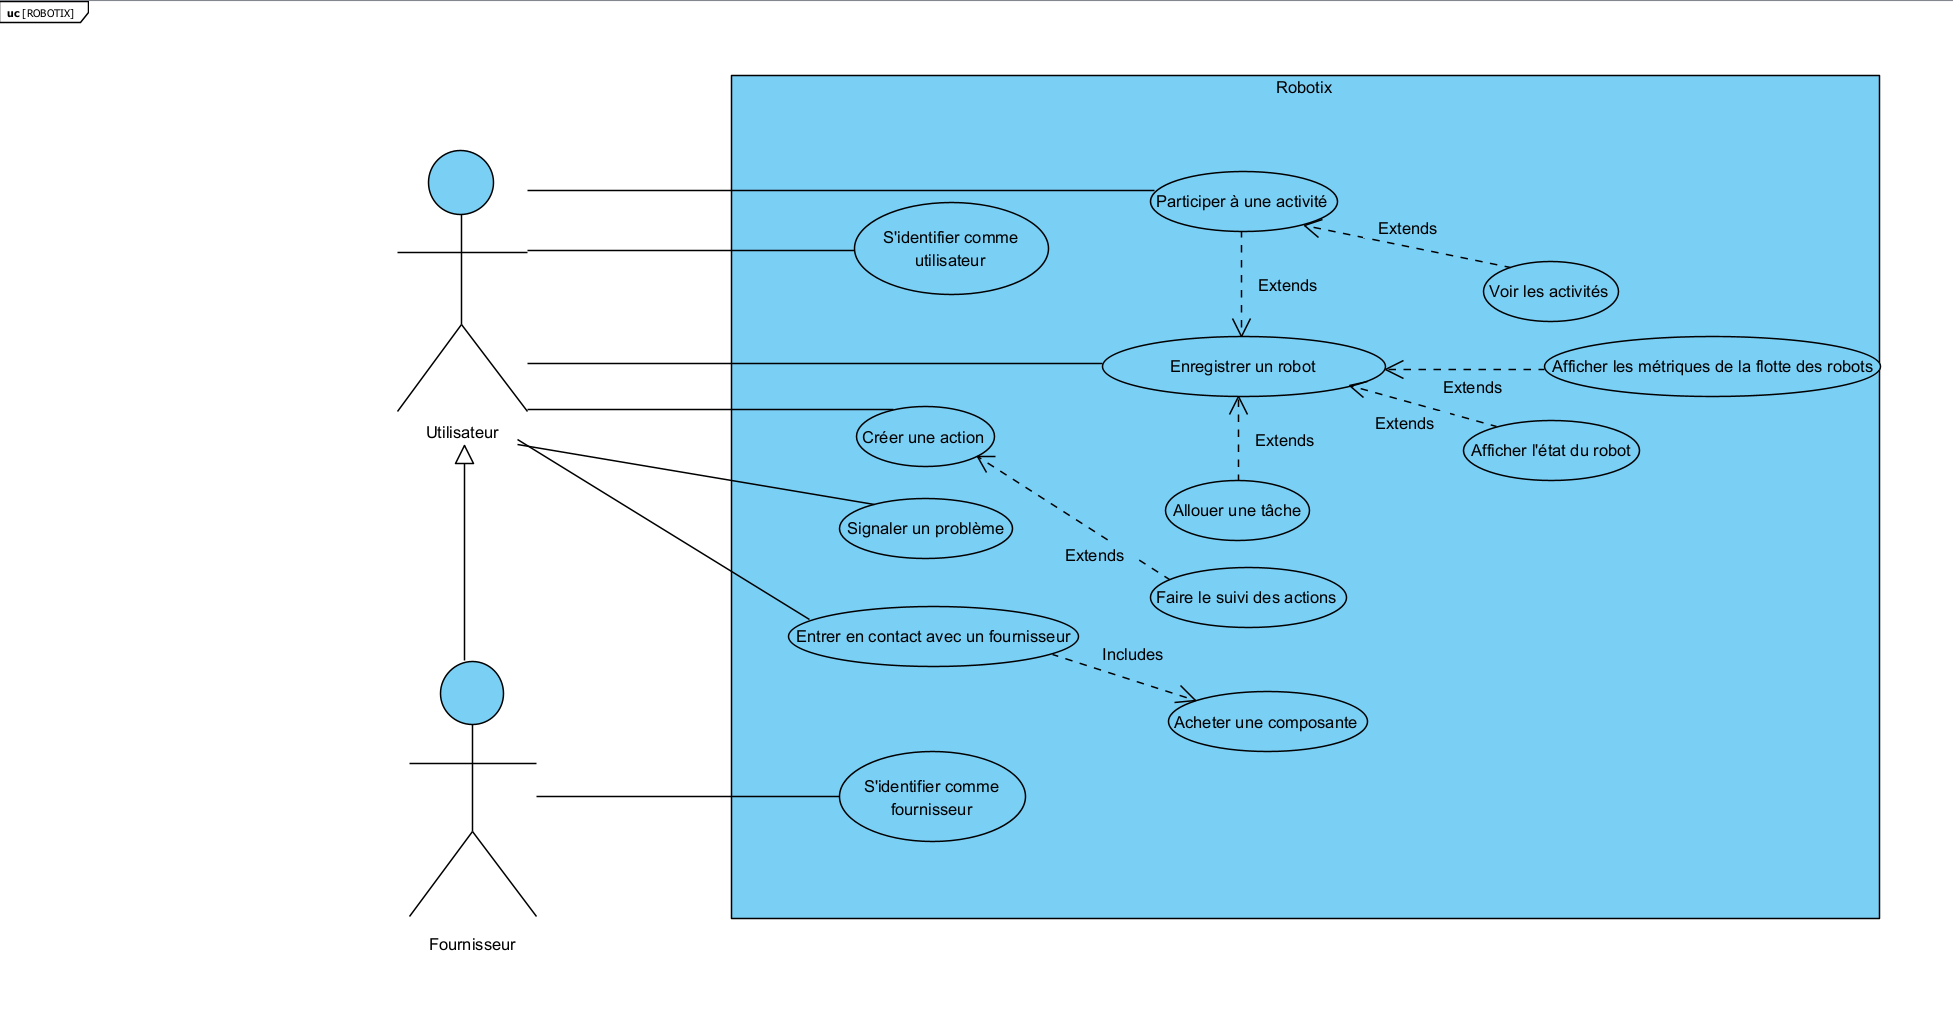 uc [ROBOTIX]
Robotix
Participer à une activité
Extends
S'identifier comme
utilisateur
Extends
Voir les activités
Enregistrer un robot
Afficher les métriques de la flotte des robots
Extends
Extends
Utilisateur
Créer une action
Extends
Afficher l'état du robot
Allouer une tâche
Signaler un problème
Extends
Faire le suivi des actions
Entrer en contact avec un fournisseur
Includes
Acheter une composante
S'identifier comme
fournisseur
Fournisseur